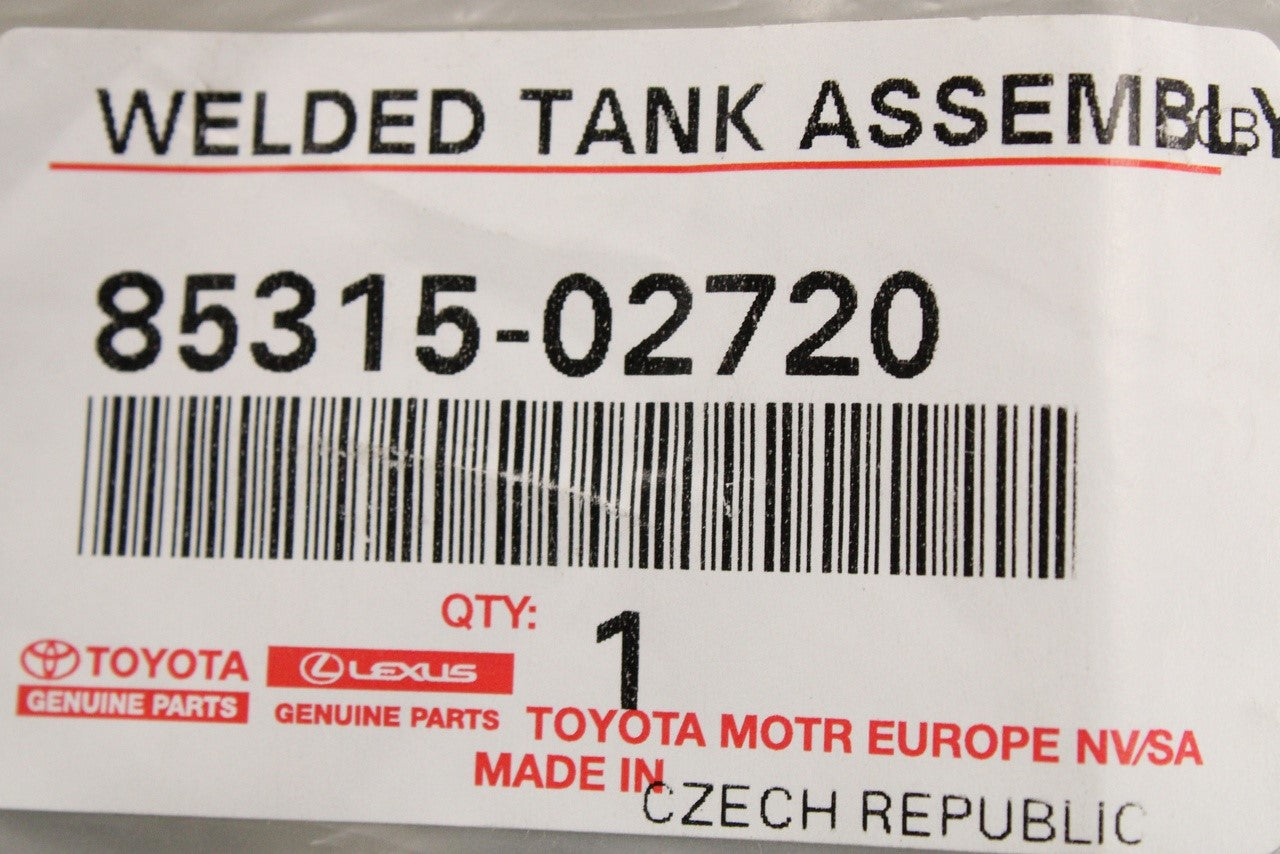 WELDED TANK ASSEMBLY
85315-02720
QTY: 1
TOYOTA
GENUINE PARTS
LEXUS
GENUINE PARTS
TOYOTA MOTR EUROPE NV/SA
MADE IN CZECH REPUBLIC